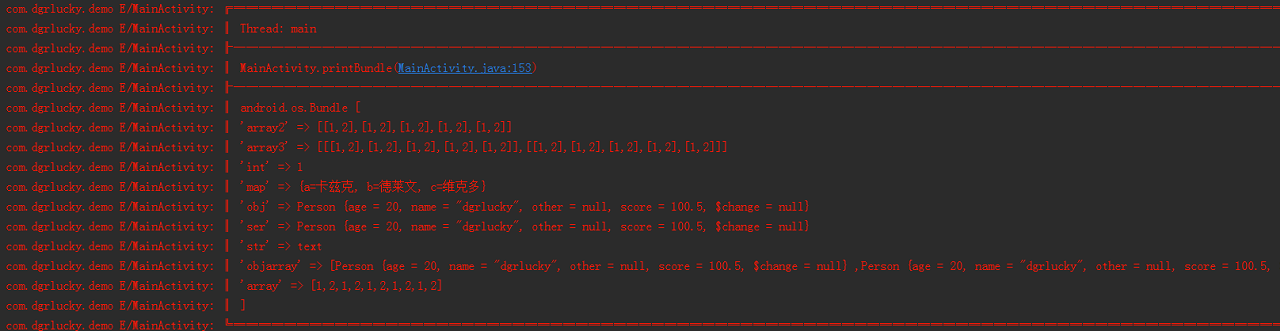 com.dgrlucky.demo E/MainActivity: ╔════════════════════════════════════════
com.dgrlucky.demo E/MainActivity: ║ Thread: main
com.dgrlucky.demo E/MainActivity: ╟────────────────────────────────────────
com.dgrlucky.demo E/MainActivity: ║ MainActivity.printBundle(MainActivity.java:153)
com.dgrlucky.demo E/MainActivity: ╟────────────────────────────────────────
com.dgrlucky.demo E/MainActivity: ║ android.os.Bundle [
com.dgrlucky.demo E/MainActivity: ║ 'array2' => [[1,2],[1,2],[1,2],[1,2],[1,2]]
com.dgrlucky.demo E/MainActivity: ║ 'array3' => [[[1,2],[1,2],[1,2],[1,2],[1,2]],[[1,2],[1,2],[1,2],[1,2],[1,2]]]
com.dgrlucky.demo E/MainActivity: ║ 'int' => 1
com.dgrlucky.demo E/MainActivity: ║ 'map' => {a=卡兹克, b=德莱文, c=维克多}
com.dgrlucky.demo E/MainActivity: ║ 'obj' => Person {age = 20, name = "dgrlucky", other = null, score = 100.5, $change = null}
com.dgrlucky.demo E/MainActivity: ║ 'ser' => Person {age = 20, name = "dgrlucky", other = null, score = 100.5, $change = null}
com.dgrlucky.demo E/MainActivity: ║ 'str' => text
com.dgrlucky.demo E/MainActivity: ║ 'objarray' => [Person {age = 20, name = "dgrlucky", other = null, score = 100.5, $change = null} ,Person {age = 20, name = "dgrlucky", other = null, score = 100.5,
com.dgrlucky.demo E/MainActivity: ║ 'array' => [1,2,1,2,1,2,1,2,1,2]
com.dgrlucky.demo E/MainActivity: ║ ]
com.dgrlucky.demo E/MainActivity: ╚════════════════════════════════════════